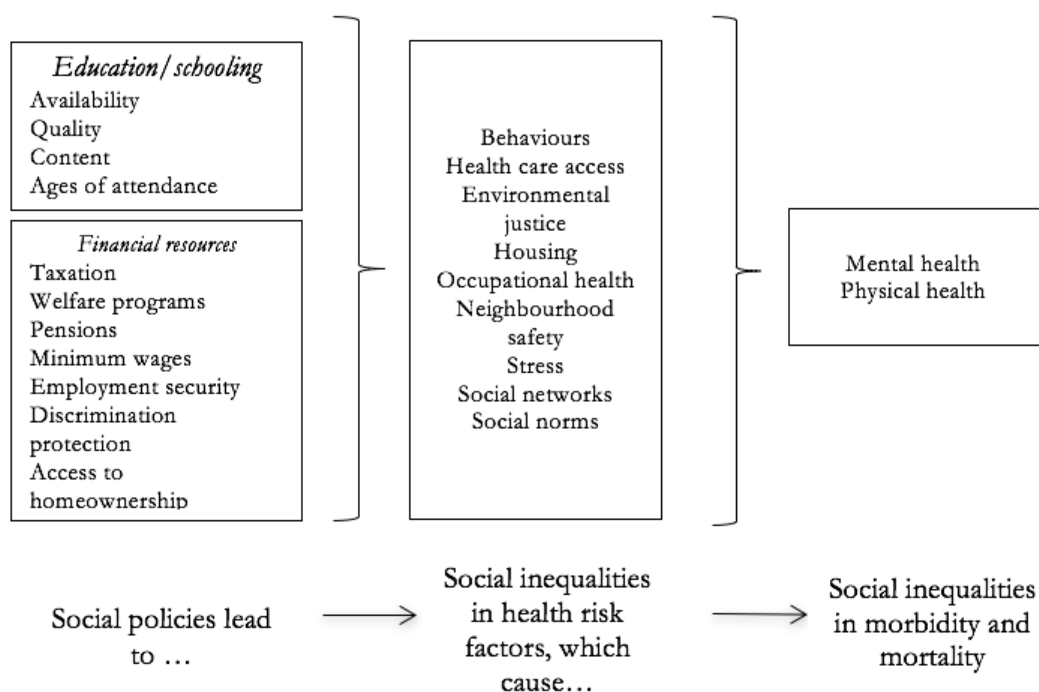 Education/schooling
Availability
Quality
Content
Ages of attendance
Financial resources
Taxation
Welfare programs
Pensions
Minimum wages
Employment security
Discrimination
protection
Access to
homeownership
Behaviours
Health care access
Environmental
justice
Housing
Occupational health
Neighbourhood
safety
Stress
Social networks
Social norms
Mental health
Physical health
Social policies lead
to …
Social inequalities
in health risk
factors, which
cause…
Social inequalities
in morbidity and
mortality